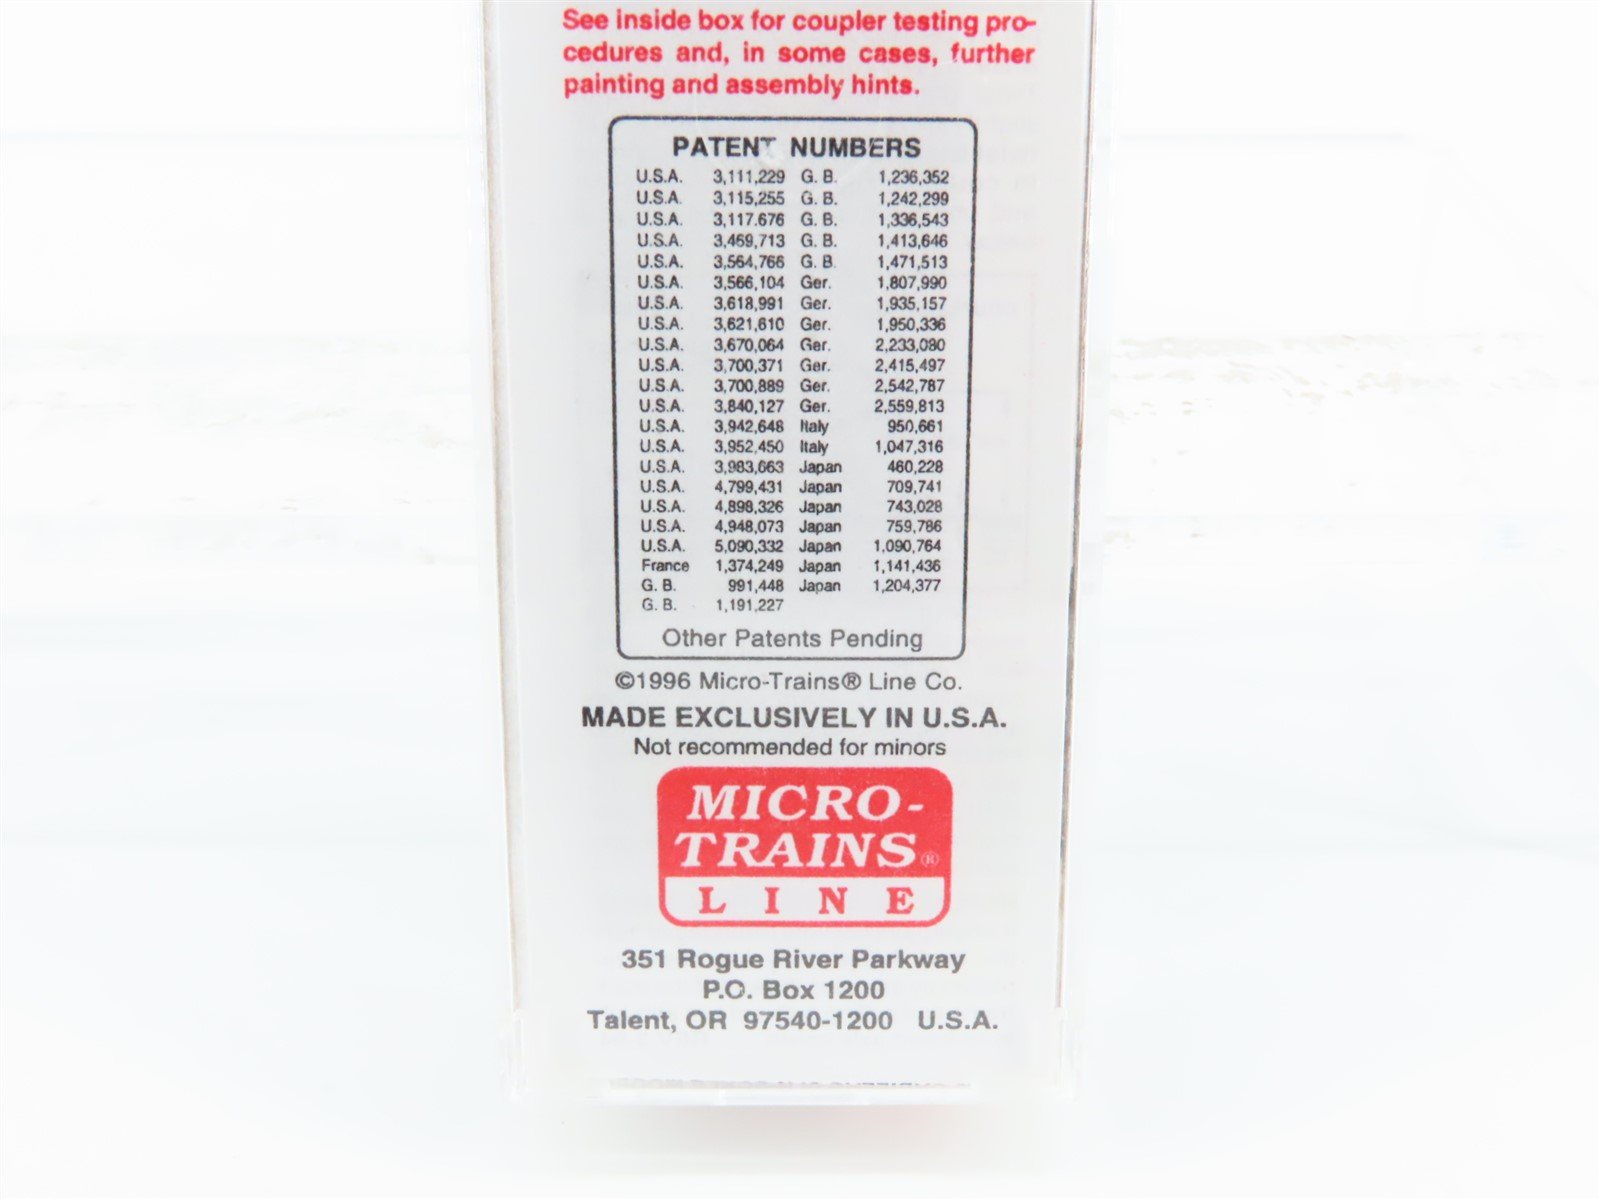 See inside box for coupler testing pro-
cedures and, in some cases, further
painting and assembly hints.
PATENT NUMBERS
U.S.A. 3,111,229 G. B. 1,236,352
U.S.A. 3,115,255 G. B. 1,242,299
U.S.A. 3,117.676 G. B. 1,336,543
U.S.A. 3,469,713 G. B. 1,413,646
U.S.A. 3,564,766 G. B. 1,471,513
U.S.A. 3,566,104 Ger. 1,807,990
U.S.A. 3,618,991 Ger. 1,935,157
U.S.A. 3,621,610 Ger. 1,950,336
U.S.A. 3,670,064 Ger. 2,233,080
U.S.A. 3,700,371 Ger. 2,415,497
U.S.A. 3,700,889 Ger. 2,542,787
U.S.A. 3,840,127 Ger. 2,559,813
U.S.A. 3,942,648 Italy 950,661
U.S.A. 3,952,450 Italy 1,047,316
U.S.A. 3,983,663 Japan 460,228
U.S.A. 4,799,431 Japan 709,741
U.S.A. 4,898,326 Japan 743,028
U.S.A. 4,948,073 Japan 759,786
U.S.A. 5,090,332 Japan 1,090,764
France 1,374,249 Japan 1,141,436
G. B. 991,448 Japan 1,204,377
G. B. 1,191,227
Other Patents Pending
©1996 Micro-Trains® Line Co.
MADE EXCLUSIVELY IN U.S.A.
Not recommended for minors
MICRO-
TRAINS®
LINE
351 Rogue River Parkway
P.O. Box 1200
Talent, OR 97540-1200 U.S.A.